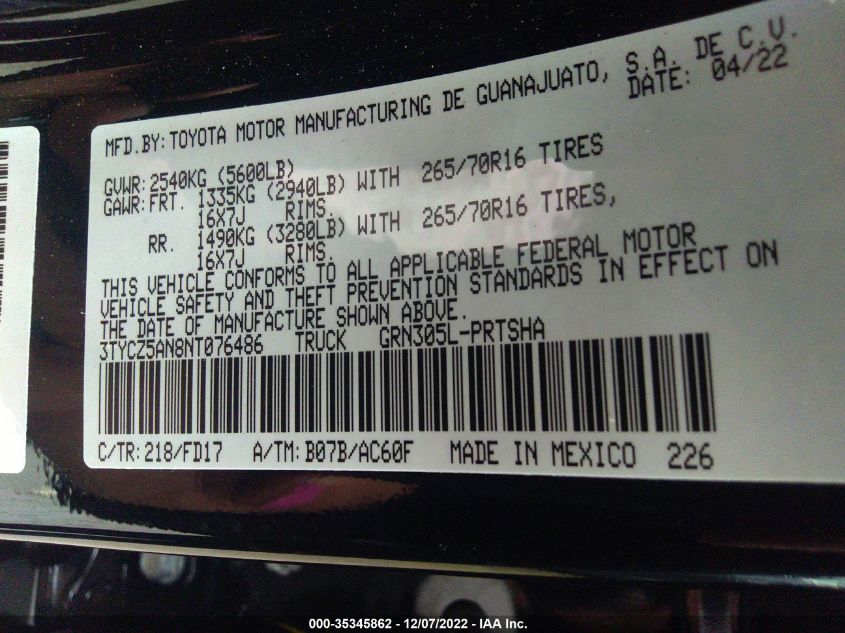 MFD.BY: TOYOTA MOTOR MANUFACTURING DE GUANAJUATO, S.A. DE C.V.
DATE: 04/22
GVWR: 2540KG (5600LB)
GAWR: FRT. 1335KG (2940LB) WITH 265/70R16 TIRES
16X7J RIMS.
RR. 1490KG (3280LB) WITH 265/70R16 TIRES,
16X7J RIMS.
THIS VEHICLE CONFORMS TO ALL APPLICABLE FEDERAL MOTOR
VEHICLE SAFETY AND THEFT PREVENTION STANDARDS IN EFFECT ON
THE DATE OF MANUFACTURE SHOWN ABOVE.
3TYCZ5AN8NT076486 TRUCK GRN305L-PRTSHA
C/TR: 218/FD17 A/TM: B07B/AC60F MADE IN MEXICO 226
000-35345862 - 12/07/2022 - IAA Inc.